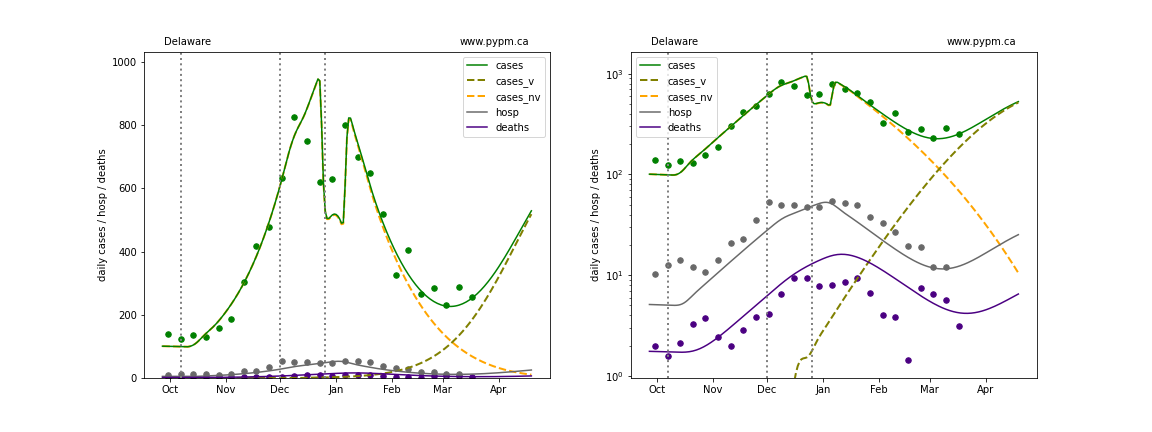 Delaware www.pypm.ca
1000
800
600
400
200
0
daily cases / hosp / deaths
Oct Nov Dec Jan Feb Mar Apr
cases
cases_v
cases_nv
hosp
deaths
Delaware www.pypm.ca
10³
10²
10¹
10⁰
daily cases / hosp / deaths
Oct Nov Dec Jan Feb Mar Apr
cases
cases_v
cases_nv
hosp
deaths